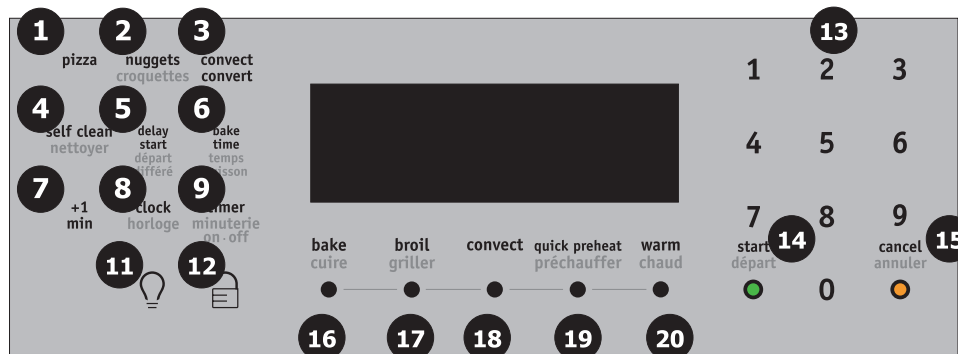 1 2 3 13
pizza nuggets convect
croquettes convert
1 2 3
4 5 6
self clean delay bake
nettoyer start time
départ temps
4 5 6
7 8 9
+1 clock
min horloge minuterie
on·off
7 8 9
14 15
bake broil convect quick preheat warm start cancel
cuire griller préchauffer chaud départ annuler
11 12
0
16 17 18 19 20